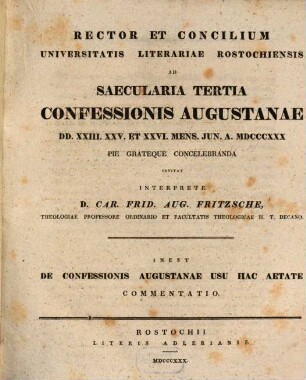 RECTOR ET CONCILIUM
UNIVERSITATIS LITERARIAE ROSTOCHIENSIS
AD
SAECULARIA TERTIA
CONFESSIONIS AUGUSTANAE
DD. XXIII. XXV. ET XXVI. MENS. JUN. A. MDCCCXXX
PIE GRATEQUE CONCELEBRANDA
INVITAT
INTERPRETE
D. CAR. FRID. AUG. FRITZSCHE,
THEOLOGIAE PROFESSORE ORDINARIO ET FACULTATIS THEOLOGICAE H. T. DECANO.
INEST
DE CONFESSIONIS AUGUSTANAE USU HAC AETATE
COMMENTATIO.
ROSTOCHII
LITERIS ADLERIANIS.
MDCCCXXX.